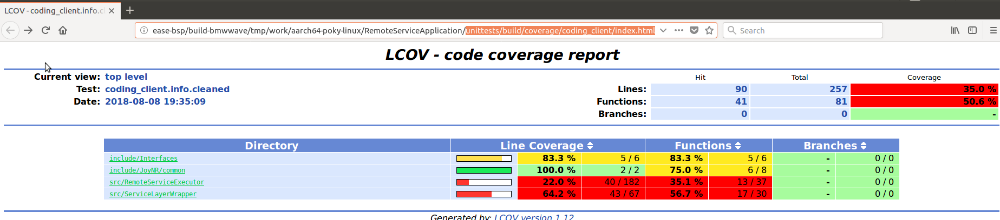 LCOV - coding_client.info.cl
ease-bsp/build-bmwwave/tmp/work/aarch64-poky-linux/RemoteServiceApplication/unittests/build/coverage/coding_client/index.html
Search
LCOV - code coverage report
Current view: top level Hit Total Coverage
Test: coding_client.info.cleaned Lines: 90 257 35.0 %
Date: 2018-08-08 19:35:09 Functions: 41 81 50.6 %
Branches: 0 0 -
Directory Line Coverage Functions Branches
include/Interfaces 83.3 % 5 / 6 83.3 % 5 / 6 - 0 / 0
include/JoyNR/common 100.0 % 2 / 2 75.0 % 6 / 8 - 0 / 0
src/RemoteServiceExecutor 22.0 % 40 / 182 35.1 % 13 / 37 - 0 / 0
src/ServiceLayerWrapper 64.2 % 43 / 67 56.7 % 17 / 30 - 0 / 0
Generated by: LCOV version 1.12